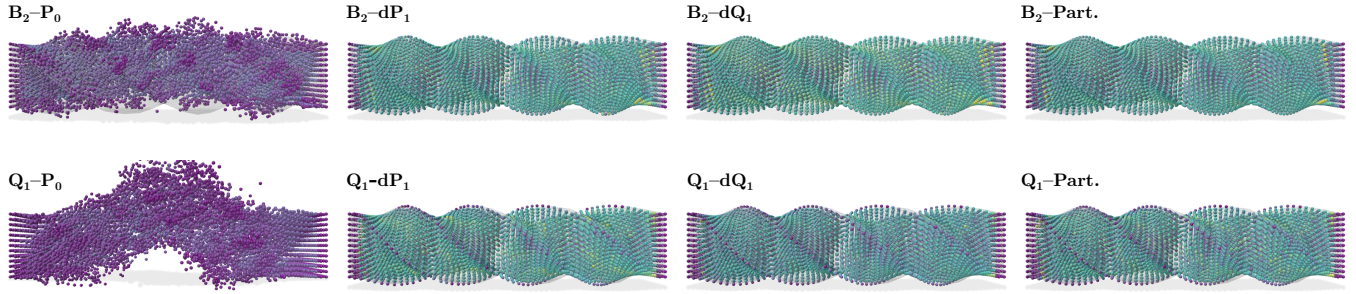 B₂–P₀
B₂–dP₁
B₂–dQ₁
B₂–Part.
Q₁–P₀
Q₁-dP₁
Q₁–dQ₁
Q₁–Part.